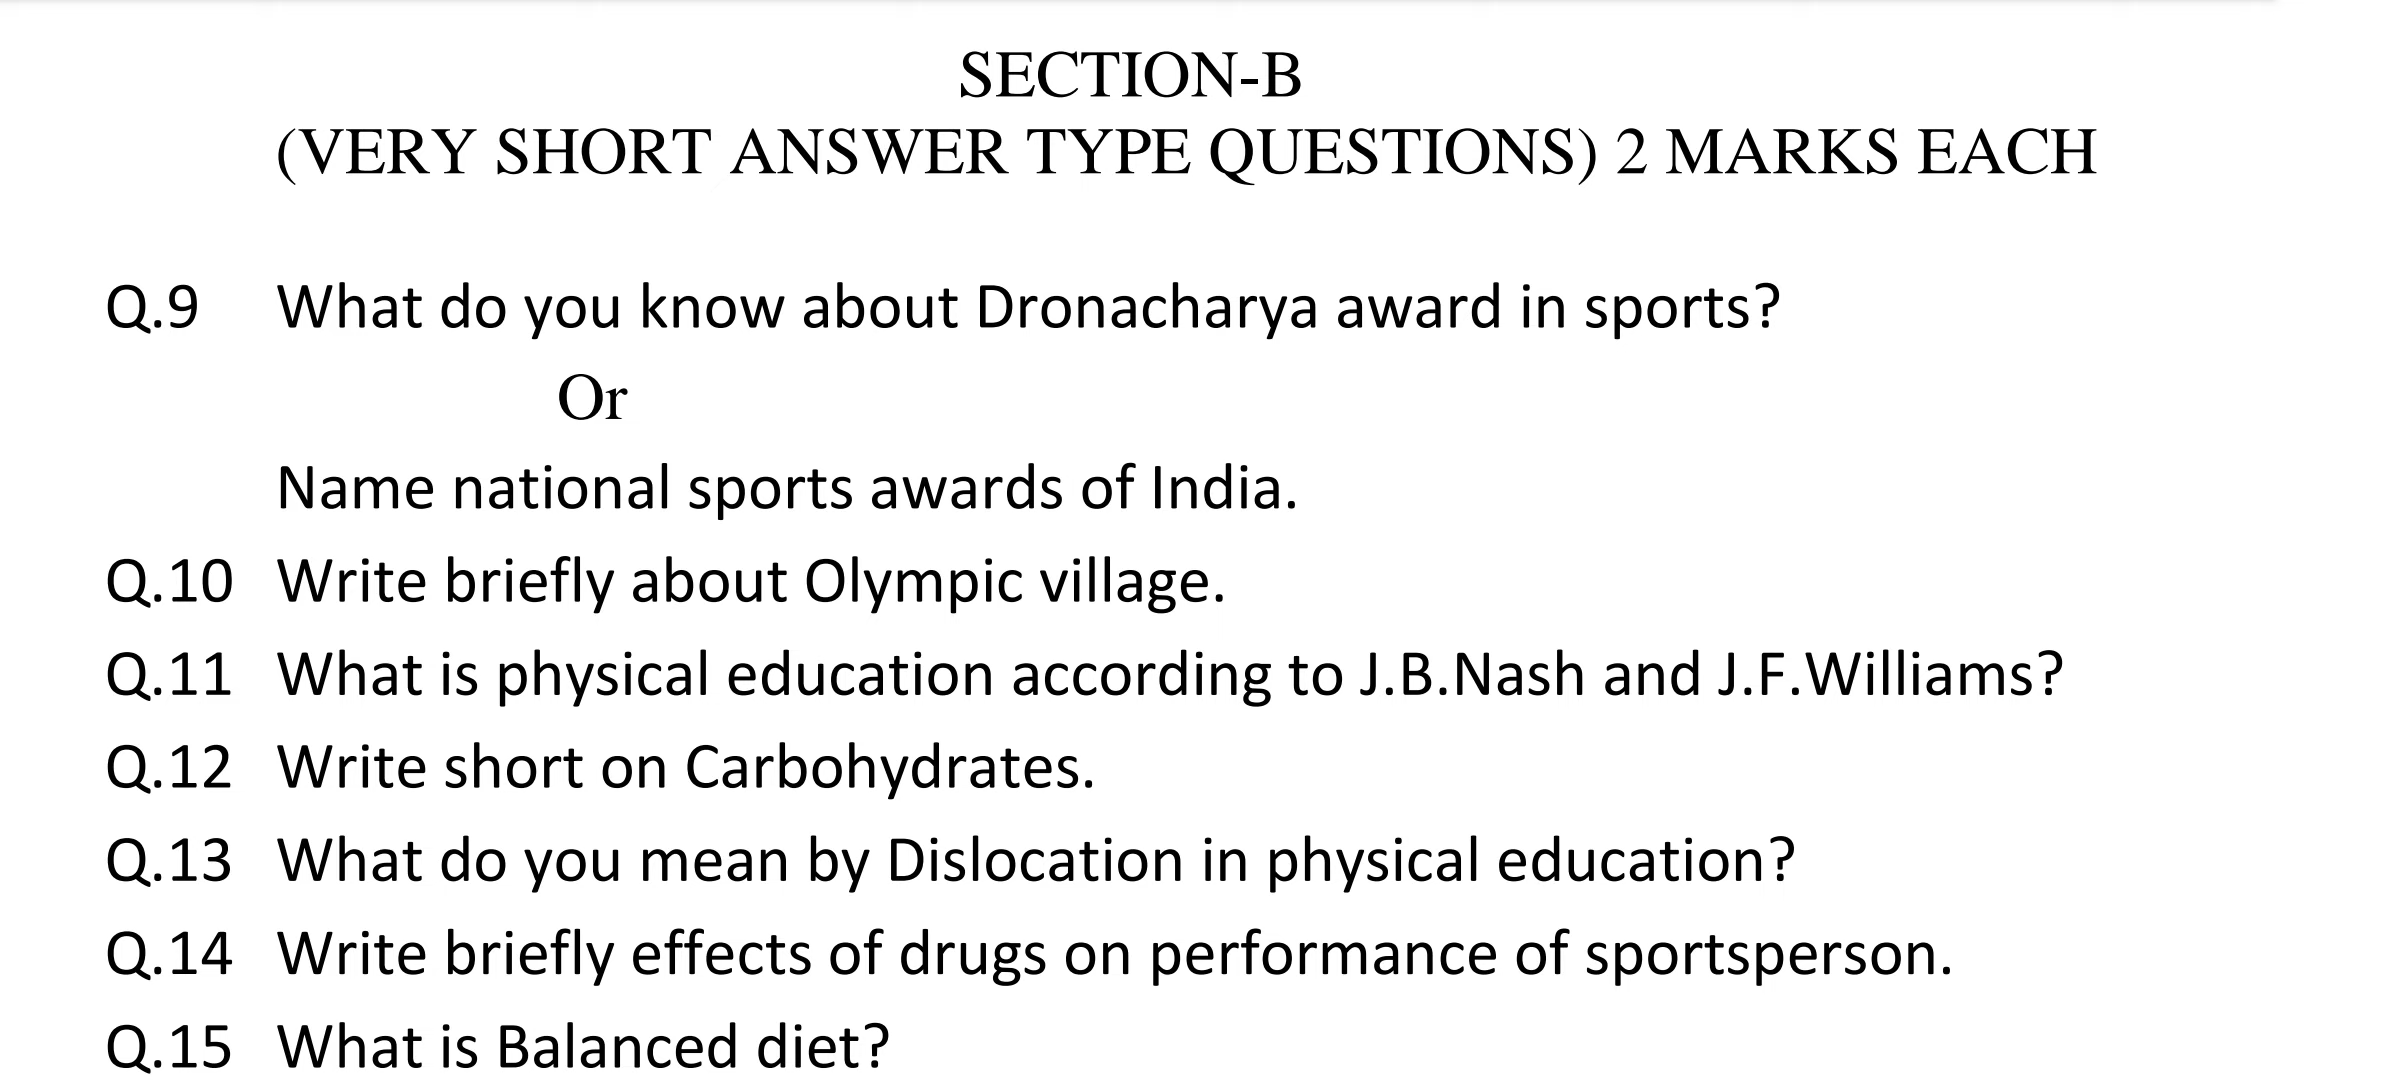 SECTION-B
(VERY SHORT ANSWER TYPE QUESTIONS) 2 MARKS EACH
Q.9 What do you know about Dronacharya award in sports?
Or
Name national sports awards of India.
Q.10 Write briefly about Olympic village.
Q.11 What is physical education according to J.B.Nash and J.F.Williams?
Q.12 Write short on Carbohydrates.
Q.13 What do you mean by Dislocation in physical education?
Q.14 Write briefly effects of drugs on performance of sportsperson.
Q.15 What is Balanced diet?